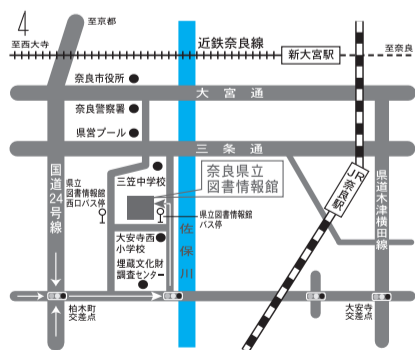 4
至京都
至西大寺
近鉄奈良線
新大宮駅
至奈良
奈良市役所
大宮通
奈良警察署
県営プール
三条通
国道24号線
三笠中学校
奈良県立
図書情報館
JR
奈良駅
県道木津横田線
県立
図書情報館
西口バス停
県立図書情報館
バス停
佐保川
大安寺西
小学校
埋蔵文化財
調査センター
柏木町
交差点
大安寺
交差点